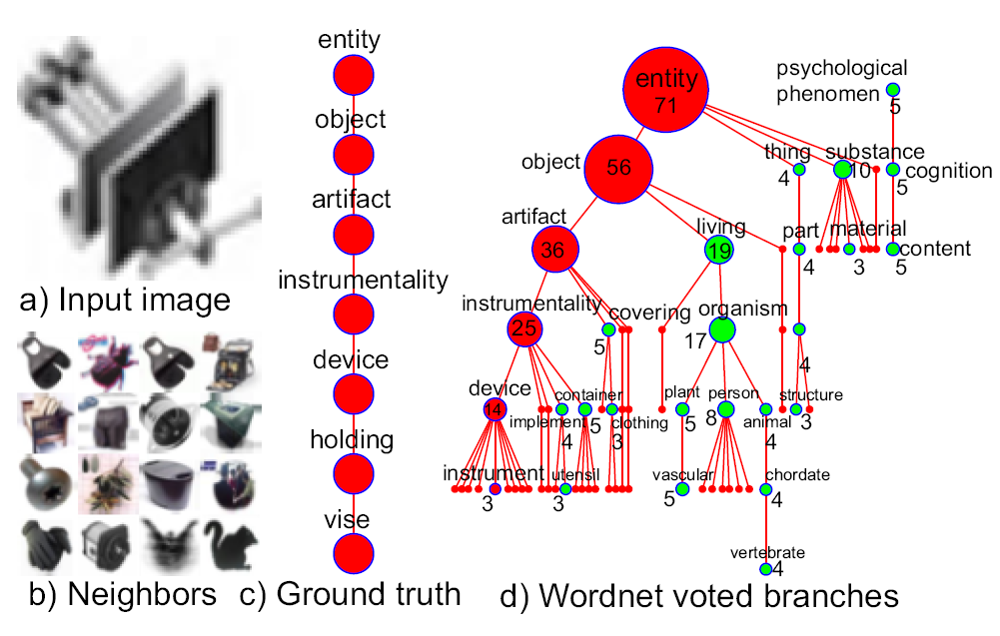 a) Input image
b) Neighbors
entity
object
artifact
instrumentality
device
holding
vise
c) Ground truth
entity
71
psychological
phenomen
5
object
56
thing
4
substance
10
cognition
5
artifact
36
living
19
part
4
material
3
content
5
instrumentality
25
covering
5
organism
17
4
device
14
implement
4
container
5
clothing
3
plant
5
person
8
animal
4
structure
3
instrument
3
utensil
3
vascular
5
chordate
4
vertebrate
4
d) Wordnet voted branches